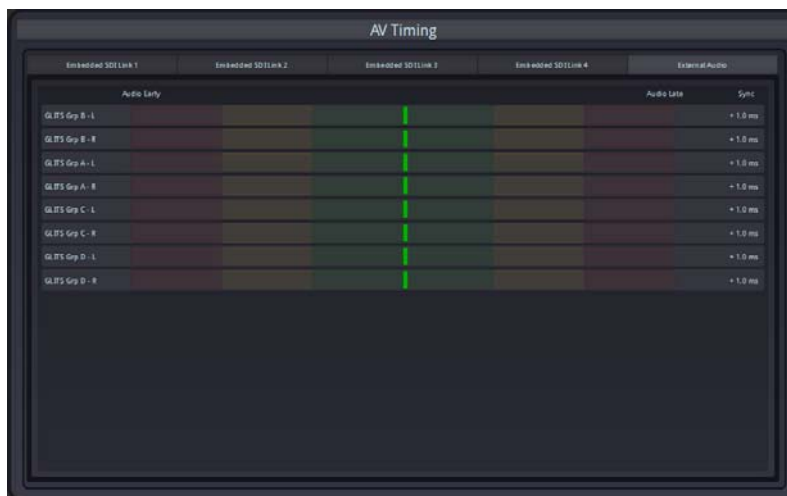 AV Timing
Embedded SDI Link 1 Embedded SDI Link 2 Embedded SDI Link 3 Embedded SDI Link 4 External Audio
Audio Early Audio Late Sync
GLITS Grp B - L + 1.0 ms
GLITS Grp B - R + 1.0 ms
GLITS Grp A - L + 1.0 ms
GLITS Grp A - R + 1.0 ms
GLITS Grp C - L + 1.0 ms
GLITS Grp C - R + 1.0 ms
GLITS Grp D - L + 1.0 ms
GLITS Grp D - R + 1.0 ms